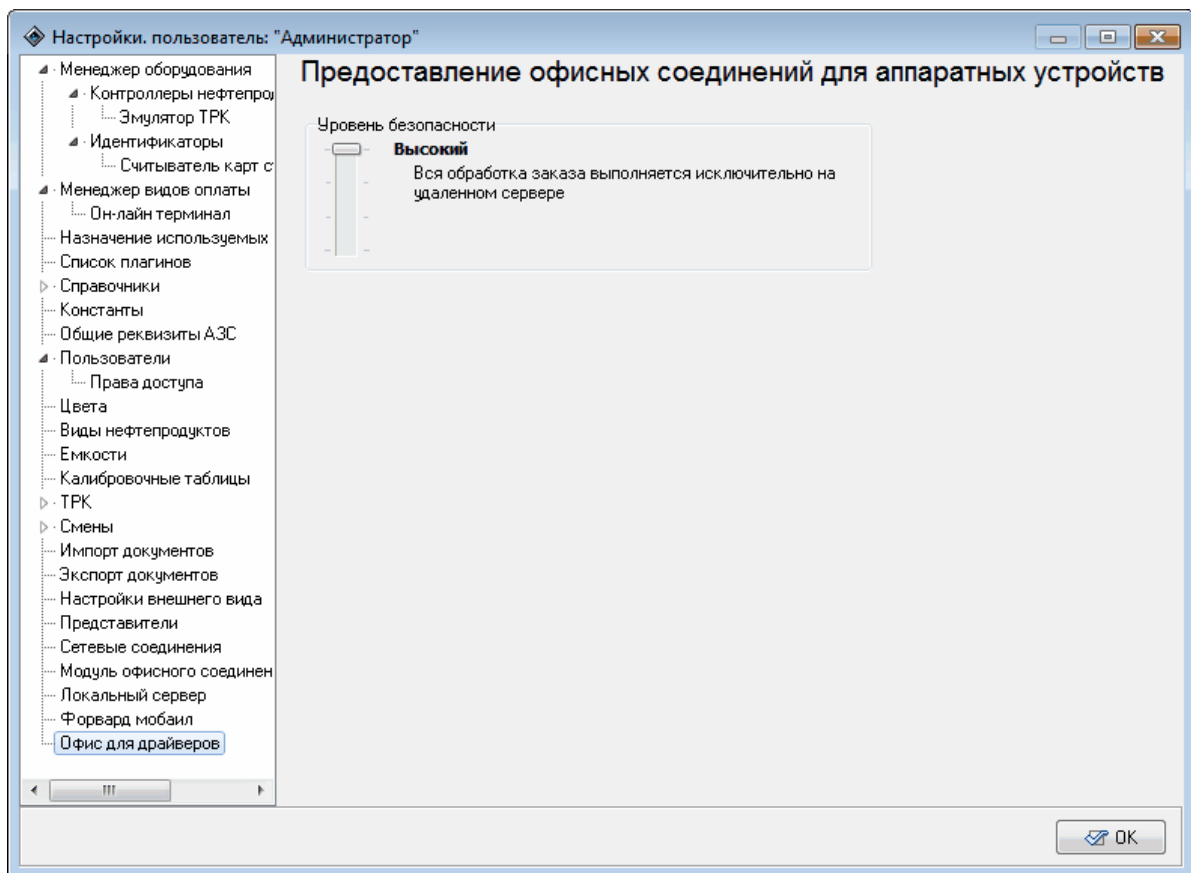 Настройки. пользователь: "Администратор"
Менеджер оборудования
Контроллеры нефтепрод
Эмулятор ТРК
Идентификаторы
Считыватель карт с
Менеджер видов оплаты
Он-лайн терминал
Назначение используемых
Список плагинов
Справочники
Константы
Общие реквизиты АЗС
Пользователи
Права доступа
Цвета
Виды нефтепродуктов
Емкости
Калибровочные таблицы
ТРК
Смены
Импорт документов
Экспорт документов
Настройки внешнего вида
Представители
Сетевые соединения
Модуль офисного соединен
Локальный сервер
Форвард мобаил
Офис для драйверов
Предоставление офисных соединений для аппаратных устройств
Уровень безопасности
Высокий
Вся обработка заказа выполняется исключительно на
удаленном сервере
OK